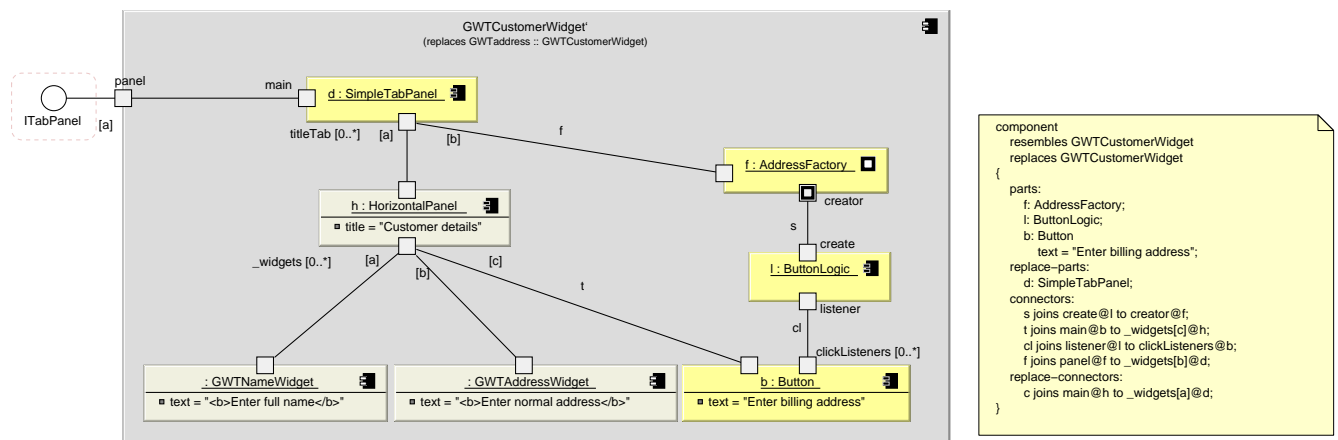 GWTCustomerWidget‘
(replaces GWTaddress :: GWTCustomerWidget)
panel
main
d : SimpleTabPanel
ITabPanel
[a]
titleTab [0..*]
[a]
[b]
f
f : AddressFactory
creator
h : HorizontalPanel
title = "Customer details"
s
create
_widgets [0..*]
[a]
[b]
[c]
l : ButtonLogic
t
listener
cl
clickListeners [0..*]
: GWTNameWidget
text = "<b>Enter full name</b>"
: GWTAddressWidget
text = "<b>Enter normal address</b>"
b : Button
text = "Enter billing address"
component
resembles GWTCustomerWidget
replaces GWTCustomerWidget
{
parts:
f: AddressFactory;
l: ButtonLogic;
b: Button
text = "Enter billing address";
replace−parts:
d: SimpleTabPanel;
connectors:
s joins create@l to creator@f;
t joins main@b to _widgets[c]@h;
cl joins listener@l to clickListeners@b;
f joins panel@f to _widgets[b]@d;
replace−connectors:
c joins main@h to _widgets[a]@d;
}